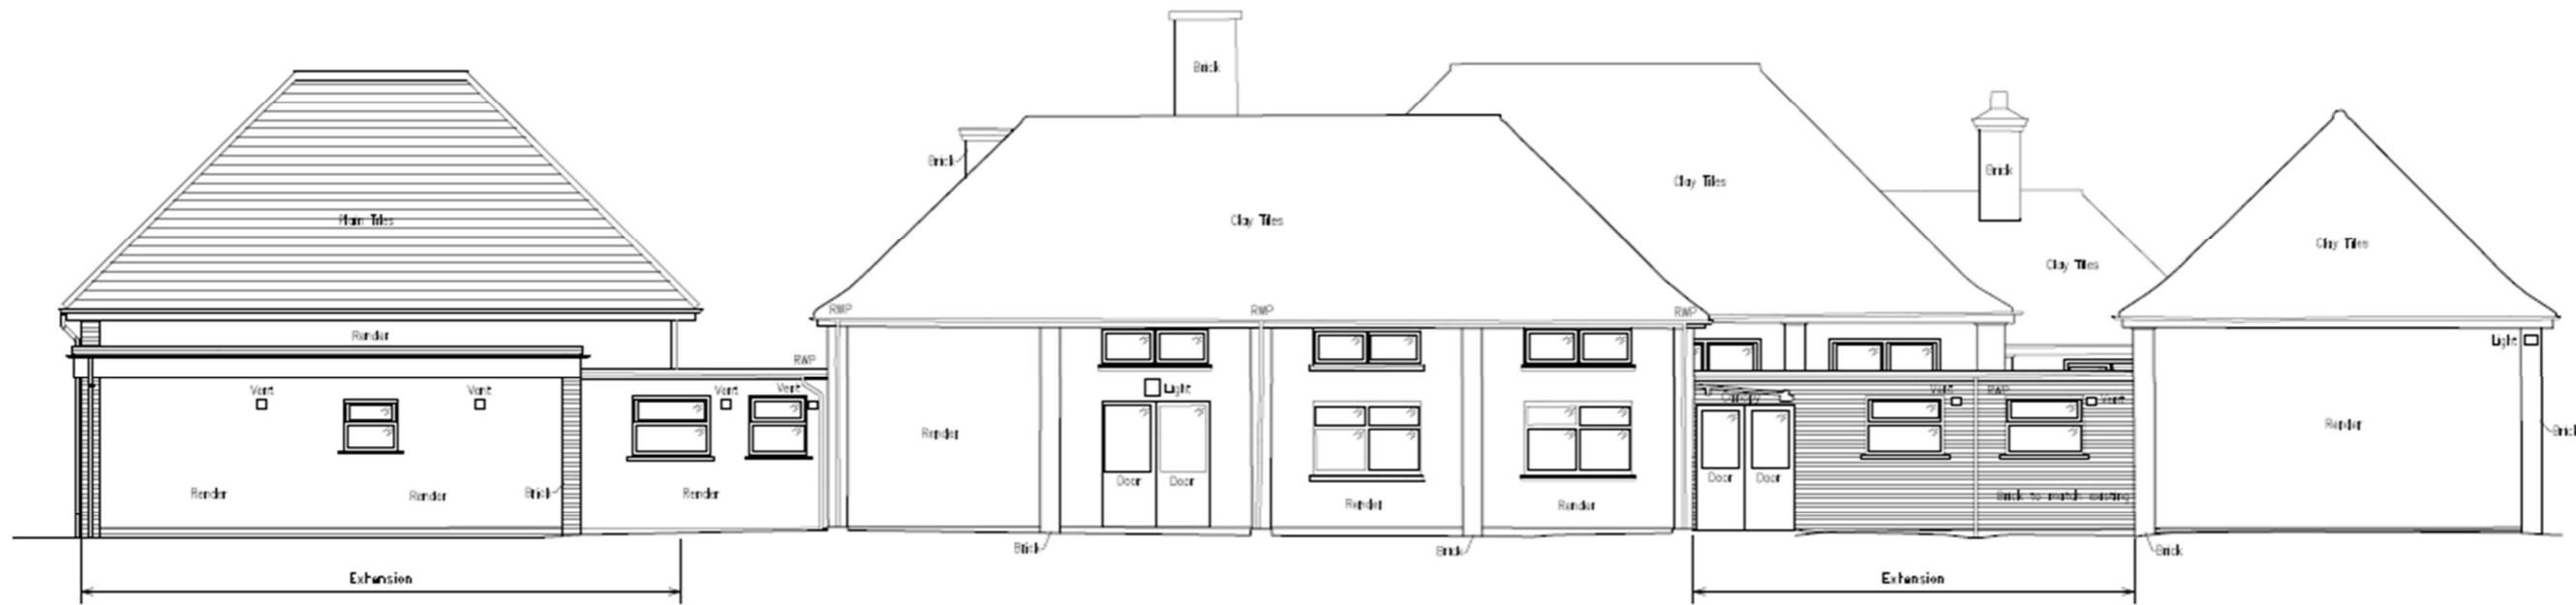 Brick
Brick
Brick
Clay Tiles
Plain Tiles
Clay Tiles
Clay Tiles
Clay Tiles
RWP
RWP
RWP
Render
Light
RWP
Vent
Vent
Vent
Vent
Light
Canopy
Vent
RWP
Vent
Render
Render
Brick
Door
Door
Door
Door
Render
Render
Brick
Render
Render
Render
Brick to match existing
Brick
Brick
Brick
Extension
Extension